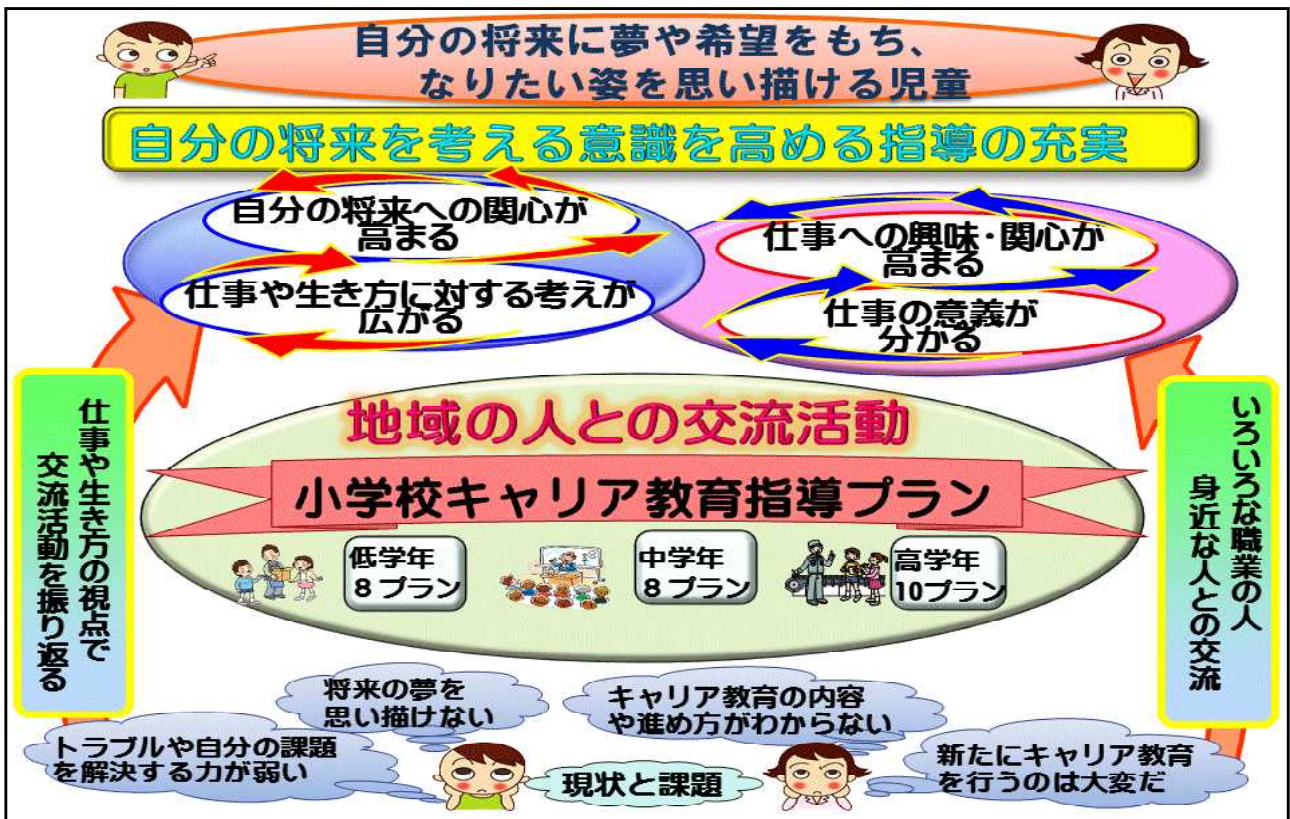 自分の将来に夢や希望をもち、
なりたい姿を思い描ける児童
自分の将来を考える意識を高める指導の充実
自分の将来への関心が
高まる
仕事や生き方に対する考えが
広がる
仕事への興味・関心が
高まる
仕事の意義が
分かる
仕事や生き方の視点で
交流活動を振り返る
地域の人との交流活動
小学校キャリア教育指導プラン
低学年
8プラン
中学年
8プラン
高学年
10プラン
いろいろな職業の人
身近な人との交流
将来の夢を
思い描けない
トラブルや自分の課題
を解決する力が弱い
現状と課題
キャリア教育の内容
や進め方がわからない
新たにキャリア教育
を行うのは大変だ